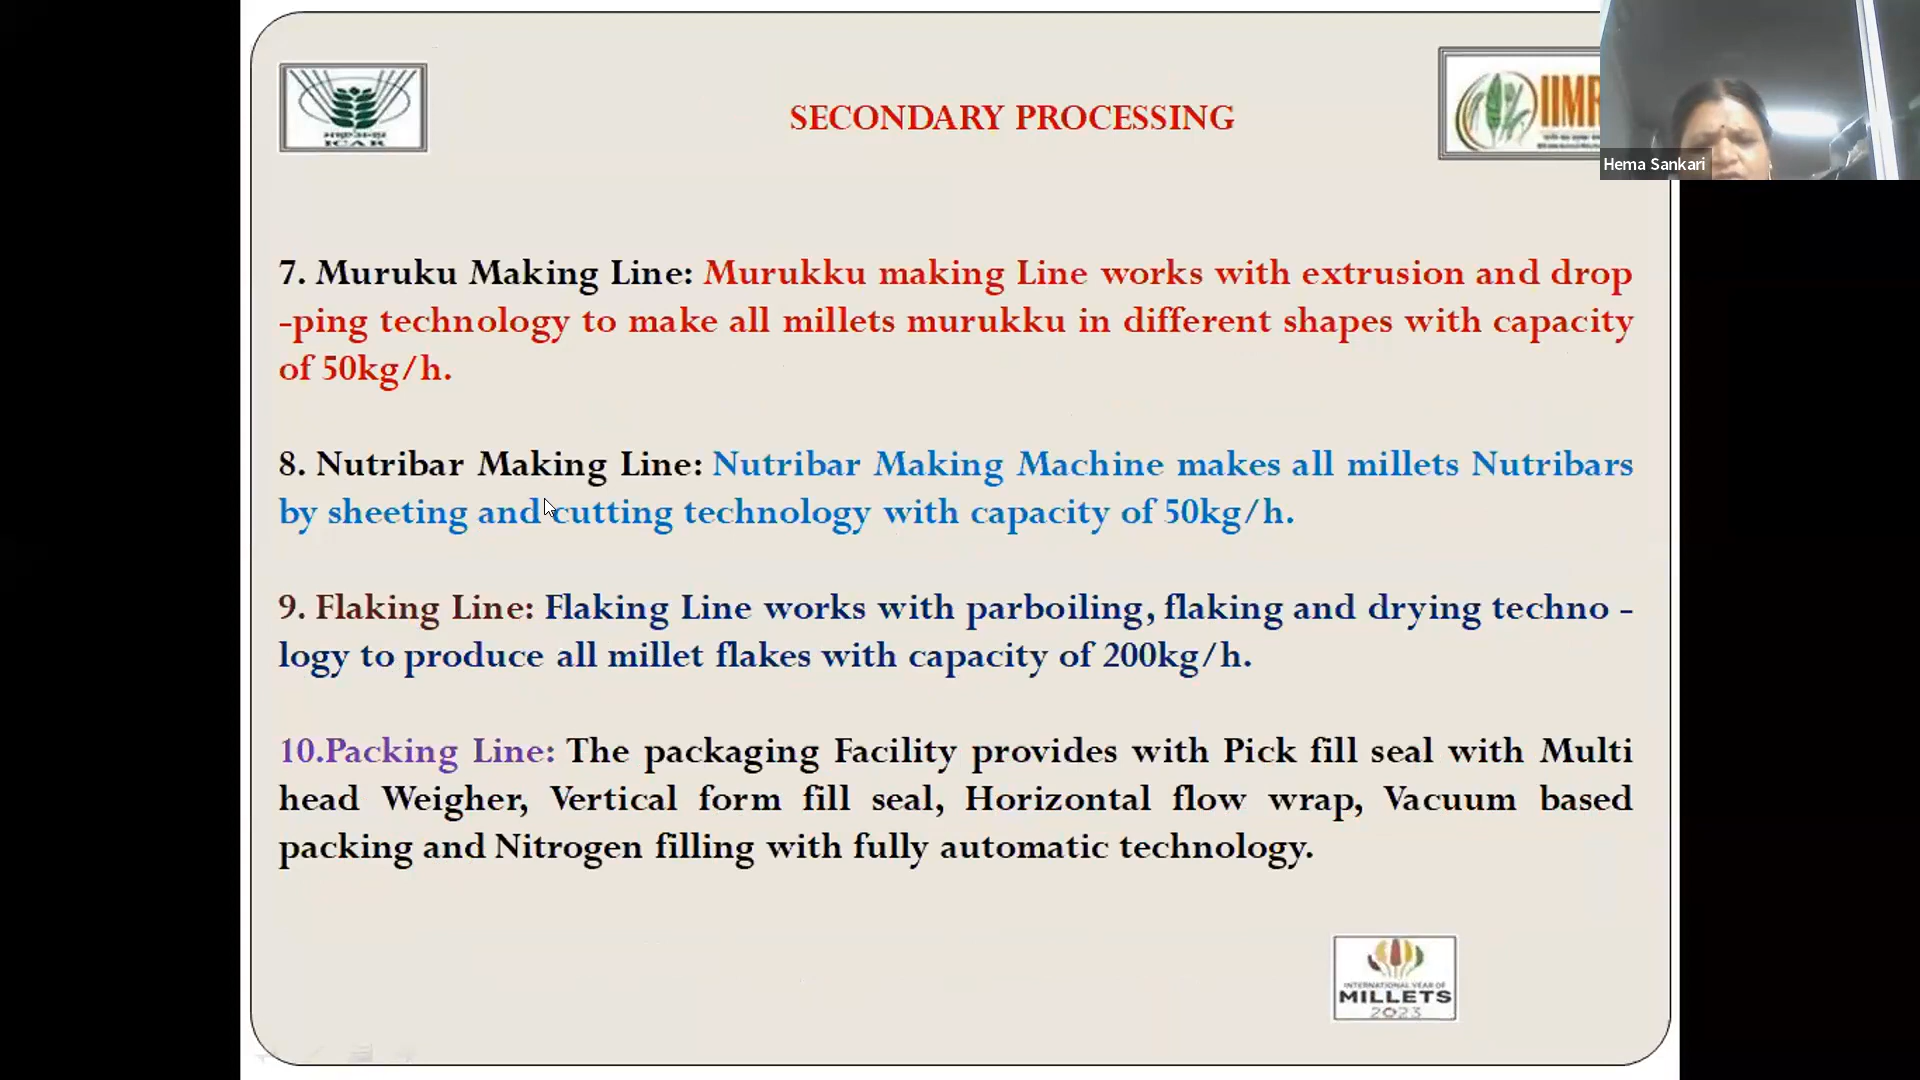 ICAR
SECONDARY PROCESSING
IIMR
Hema Sankari
7. Muruku Making Line: Murukku making Line works with extrusion and drop
-ping technology to make all millets murukku in different shapes with capacity
of 50kg/h.
8. Nutribar Making Line: Nutribar Making Machine makes all millets Nutribars
by sheeting and cutting technology with capacity of 50kg/h.
9. Flaking Line: Flaking Line works with parboiling, flaking and drying techno -
logy to produce all millet flakes with capacity of 200kg/h.
10.Packing Line: The packaging Facility provides with Pick fill seal with Multi
head Weigher, Vertical form fill seal, Horizontal flow wrap, Vacuum based
packing and Nitrogen filling with fully automatic technology.
INTERNATIONAL YEAR OF
MILLETS
2023